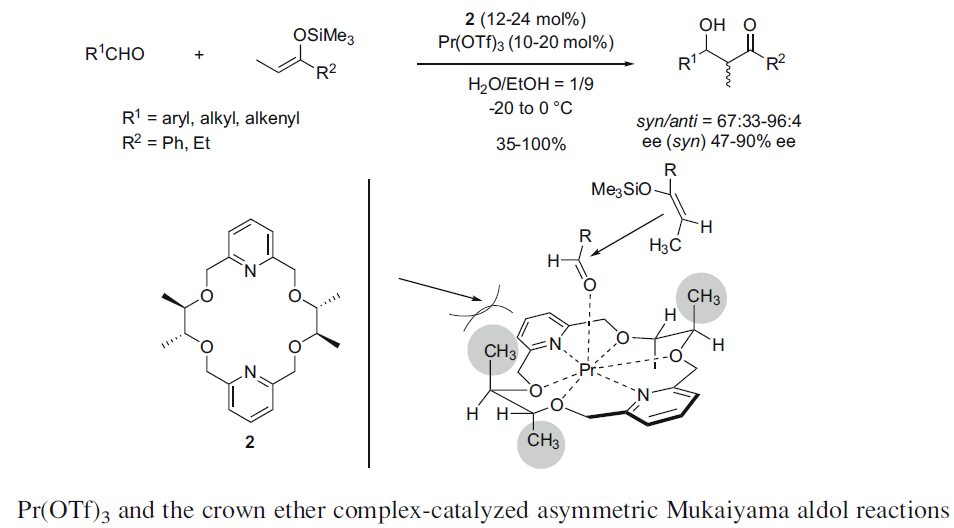 2 (12-24 mol%)
R¹CHO + OSiMe₃ R² Pr(OTf)₃ (10-20 mol%) OH O R¹ R²
H₂O/EtOH = 1/9
-20 to 0 °C
R¹ = aryl, alkyl, alkenyl
R² = Ph, Et
35-100%
syn/anti = 67:33-96:4
ee (syn) 47-90% ee
R
Me₃SiO
H
H₃C
R
H
O
N
O O
O O
N
2
CH₃
H
CH₃
N O
H
Pr O
O N
H H O
CH₃
Pr(OTf)₃ and the crown ether complex-catalyzed asymmetric Mukaiyama aldol reactions